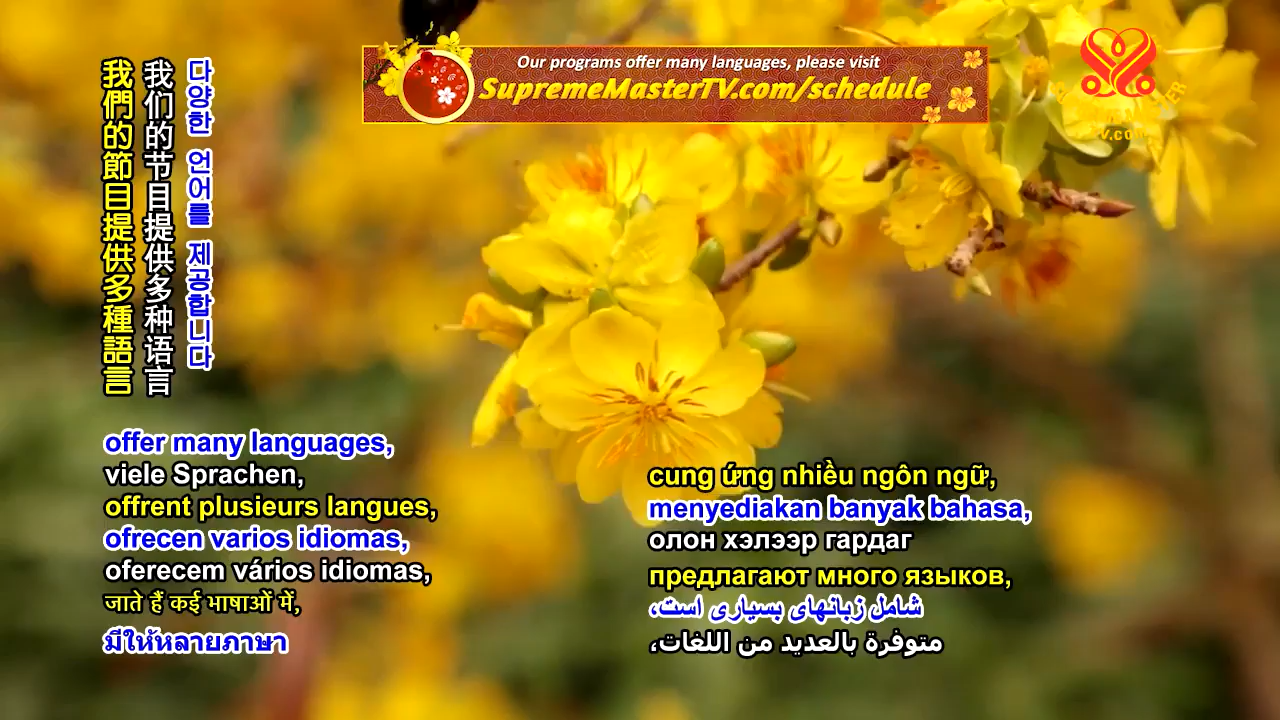 Our programs offer many languages, please visit
SupremeMasterTV.com/schedule
TV.COM
我們的節目提供多種語言
我们的节目提供多种语言
다양한 언어를 제공합니다
offer many languages,
viele Sprachen,
offrent plusieurs langues,
ofrecen varios idiomas,
oferecem vários idiomas,
जाते हैं कई भाषाओं में,
มีให้หลายภาษา
cung ứng nhiều ngôn ngữ,
menyediakan banyak bahasa,
олон хэлээр гардаг
предлагают много языков,
شامل زبانهای بسیاری است،
متوفرة بالعديد من اللغات،